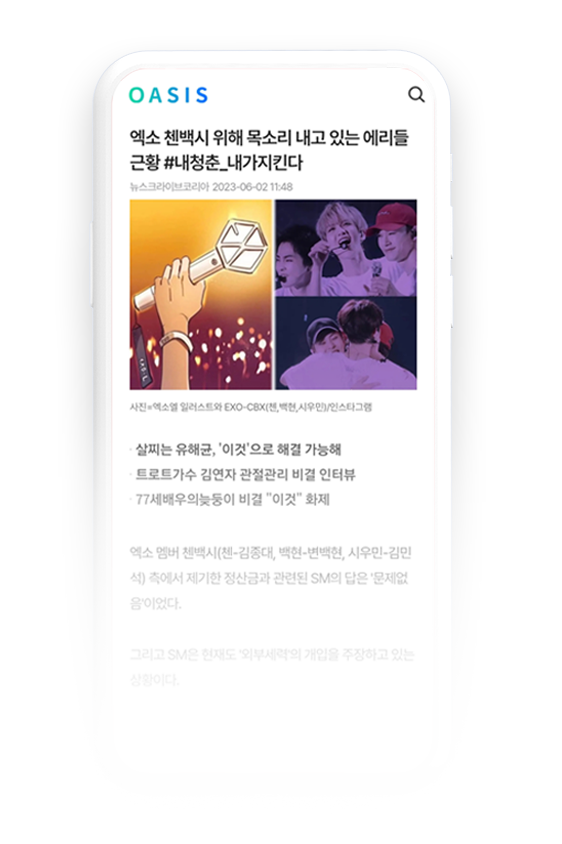 OASIS
엑소 첸백시 위해 목소리 내고 있는 에리들
근황 #내청춘_내가지킨다
뉴스크라이브코리아 2023-06-02 11:48
사진=엑소엘 일러스트와 EXO-CBX(첸,백현,시우민)/인스타그램
· 살찌는 유해균, '이것'으로 해결 가능해
· 트로트가수 김연자 관절관리 비결 인터뷰
· 77세배우의늦둥이 비결 "이것" 화제
엑소 멤버 첸백시(첸-김종대, 백현-변백현, 시우민-김민
석) 측에서 제기한 정산금과 관련된 SM의 답은 '문제없
음'이었다.
그러고 SM은 현재도 '외부세력'의 개입을 주장하고 있는
상황이다.